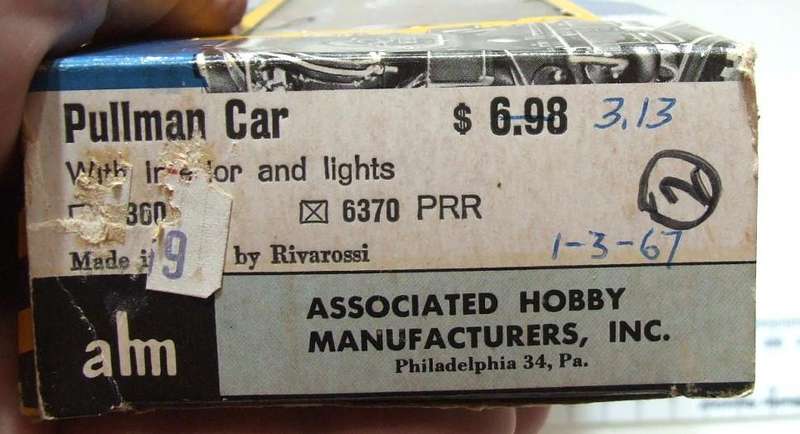 Pullman Car $ 6.98 3.13
and lights
2
6370 PRR
Made by Rivarossi 1-3-67
9
ahm
ASSOCIATED HOBBY
MANUFACTURERS, INC.
Philadelphia 34, Pa.